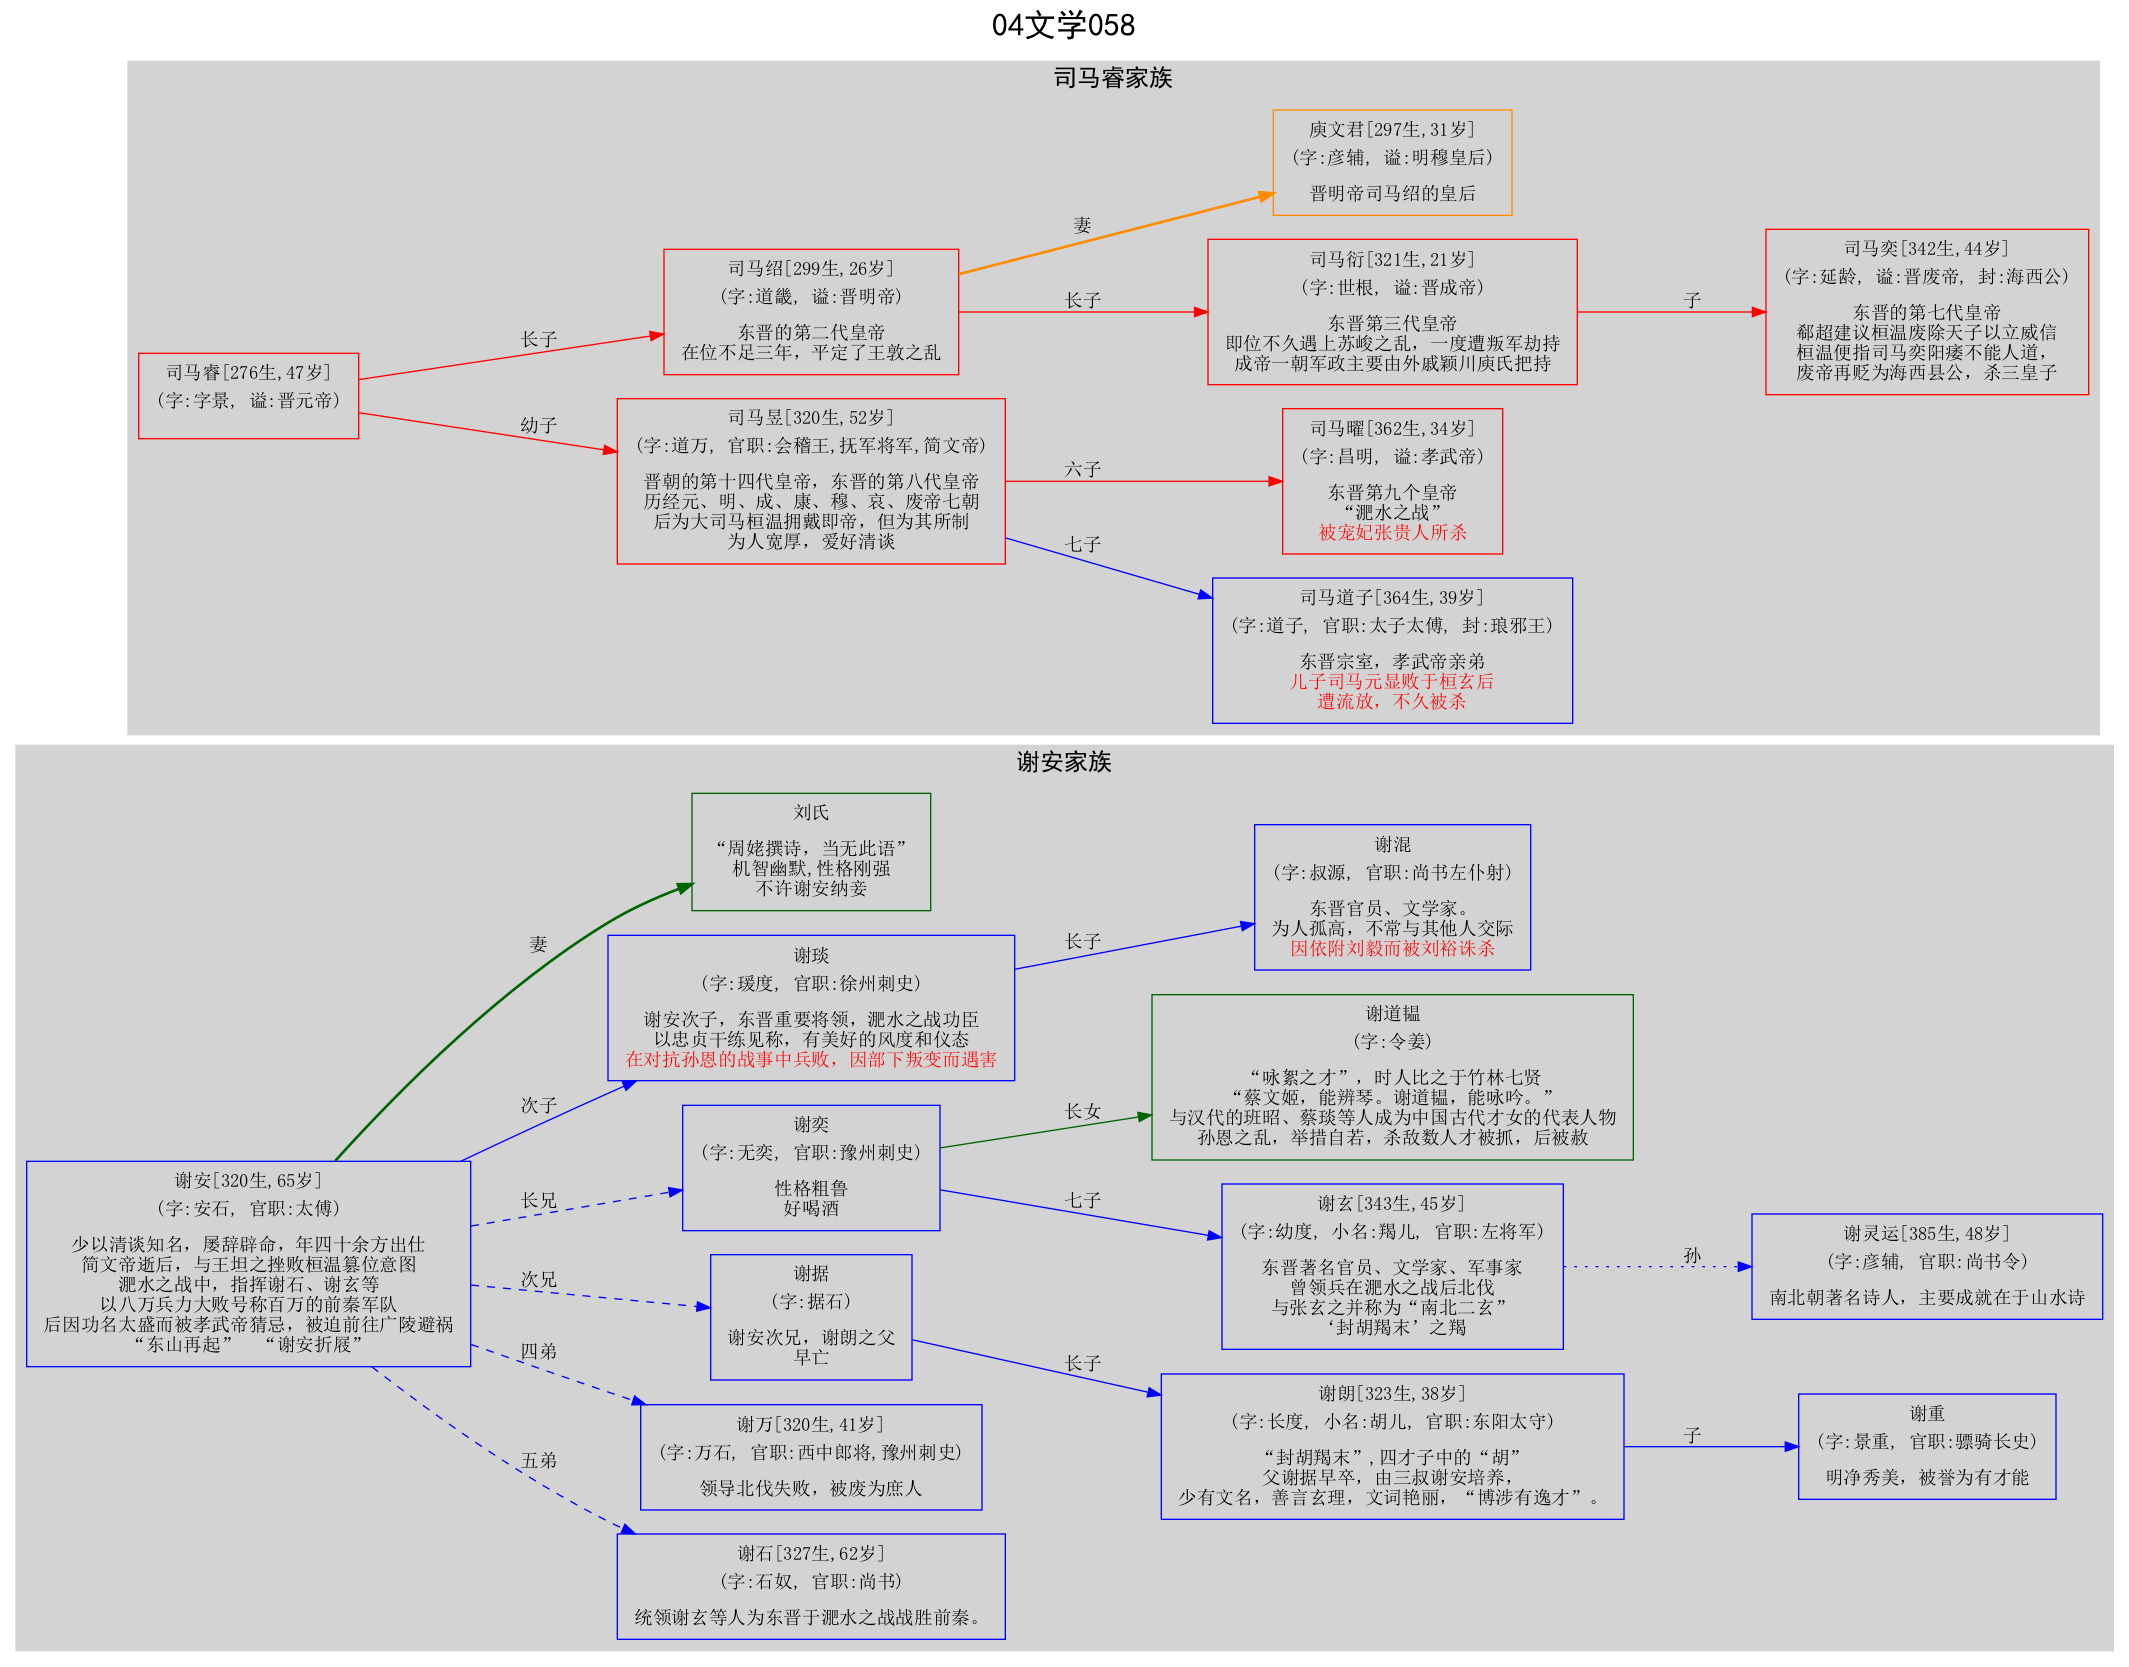 04文学058
司马睿家族
庾文君[297生,31岁]
(字:彦辅, 谥:明穆皇后)
晋明帝司马绍的皇后
妻
司马绍[299生,26岁]
(字:道畿, 谥:晋明帝)
东晋的第二代皇帝
在位不足三年，平定了王敦之乱
长子
司马衍[321生,21岁]
(字:世根, 谥:晋成帝)
东晋第三代皇帝
即位不久遇上苏峻之乱，一度遭叛军劫持
成帝一朝军政主要由外戚颍川庾氏把持
子
司马奕[342生,44岁]
(字:延龄, 谥:晋废帝, 封:海西公)
东晋的第七代皇帝
郗超建议桓温废除天子以立威信
桓温便指司马奕阳痿不能人道，
废帝再贬为海西县公，杀三皇子
长子
司马睿[276生,47岁]
(字:字景, 谥:晋元帝)
幼子
司马昱[320生,52岁]
(字:道万, 官职:会稽王,抚军将军,简文帝)
晋朝的第十四代皇帝，东晋的第八代皇帝
历经元、明、成、康、穆、哀、废帝七朝
后为大司马桓温拥戴即帝，但为其所制
为人宽厚，爱好清谈
六子
司马曜[362生,34岁]
(字:昌明, 谥:孝武帝)
东晋第九个皇帝
“淝水之战”
被宠妃张贵人所杀
七子
司马道子[364生,39岁]
(字:道子, 官职:太子太傅, 封:琅邪王)
东晋宗室，孝武帝亲弟
儿子司马元显败于桓玄后
遭流放，不久被杀
谢安家族
刘氏
“周姥撰诗，当无此语”
机智幽默,性格刚强
不许谢安纳妾
妻
谢琰
(字:瑗度, 官职:徐州刺史)
谢安次子，东晋重要将领，淝水之战功臣
以忠贞干练见称，有美好的风度和仪态
在对抗孙恩的战事中兵败，因部下叛变而遇害
长子
谢混
(字:叔源, 官职:尚书左仆射)
东晋官员、文学家。
为人孤高，不常与其他人交际
因依附刘毅而被刘裕诛杀
次子
谢奕
(字:无奕, 官职:豫州刺史)
性格粗鲁
好喝酒
长女
谢道韫
(字:令姜)
“咏絮之才”，时人比之于竹林七贤
“蔡文姬，能辨琴。谢道韫，能咏吟。”
与汉代的班昭、蔡琰等人成为中国古代才女的代表人物
孙恩之乱，举措自若，杀敌数人才被抓，后被赦
谢安[320生,65岁]
(字:安石, 官职:太傅)
少以清谈知名，屡辞辟命，年四十余方出仕
简文帝逝后，与王坦之挫败桓温篡位意图
淝水之战中，指挥谢石、谢玄等
以八万兵力大败号称百万的前秦军队
后因功名太盛而被孝武帝猜忌，被迫前往广陵避祸
“东山再起” “谢安折屐”
长兄
七子
谢玄[343生,45岁]
(字:幼度, 小名:羯儿, 官职:左将军)
东晋著名官员、文学家、军事家
曾领兵在淝水之战后北伐
与张玄之并称为“南北二玄”
‘封胡羯末’之羯
孙
谢灵运[385生,48岁]
(字:彦辅, 官职:尚书令)
南北朝著名诗人，主要成就在于山水诗
次兄
谢据
(字:据石)
谢安次兄，谢朗之父
早亡
长子
谢朗[323生,38岁]
(字:长度, 小名:胡儿, 官职:东阳太守)
“封胡羯末”,四才子中的“胡”
父谢据早卒，由三叔谢安培养，
少有文名，善言玄理，文词艳丽，“博涉有逸才”。
子
谢重
(字:景重, 官职:骠骑长史)
明净秀美，被誉为有才能
四弟
谢万[320生,41岁]
(字:万石, 官职:西中郎将,豫州刺史)
领导北伐失败，被废为庶人
五弟
谢石[327生,62岁]
(字:石奴, 官职:尚书)
统领谢玄等人为东晋于淝水之战战胜前秦。